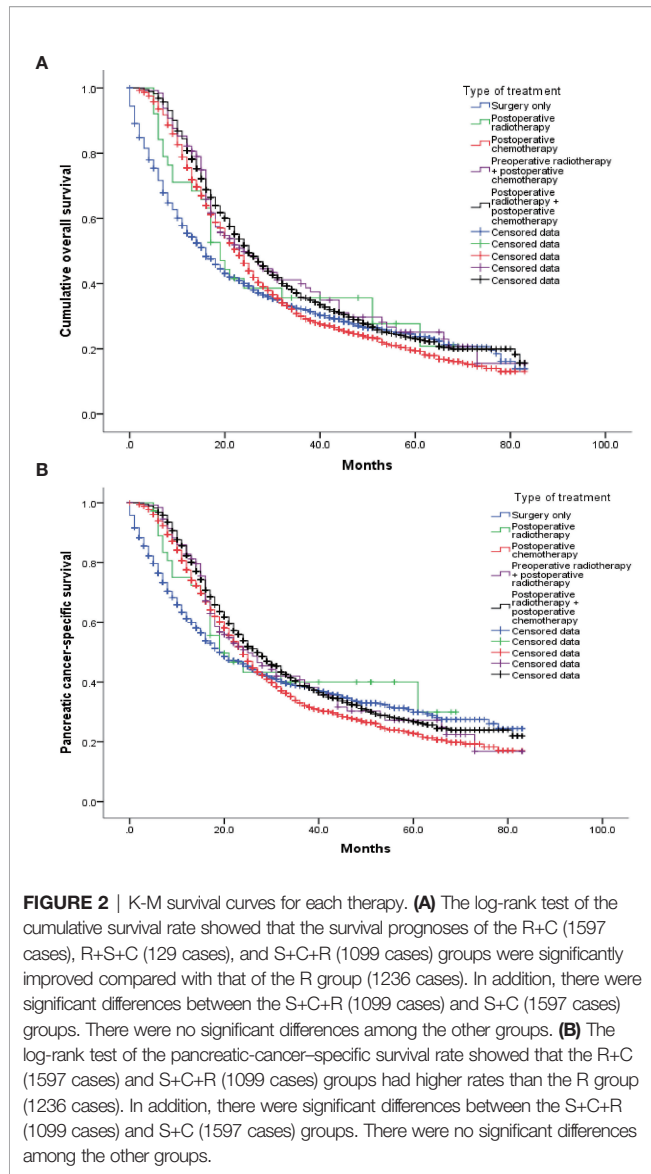 A
Cumulative overall survival
1.0
0.8
0.6
0.4
0.2
0.0
.0
20.0
40.0
60.0
80.0
100.0
Months
Type of treatment
Surgery only
Postoperative
radiotherapy
Postoperative
chemotherapy
Preoperative radiotherapy
+ postoperative
chemotherapy
Postoperative
radiotherapy +
postoperative
chemotherapy
Censored data
Censored data
Censored data
Censored data
Censored data
B
Pancreatic cancer-specific survival
1.0
0.8
0.6
0.4
0.2
0.0
.0
20.0
40.0
60.0
80.0
100.0
Months
Type of treatment
Surgery only
Postoperative
radiotherapy
Postoperative
chemotherapy
Preoperative radiotherapy
+ postoperative
radiotherapy
Postoperative
radiotherapy +
postoperative
chemotherapy
Censored data
Censored data
Censored data
Censored data
Censored data
FIGURE 2 | K-M survival curves for each therapy. (A) The log-rank test of the
cumulative survival rate showed that the survival prognoses of the R+C (1597
cases), R+S+C (129 cases), and S+C+R (1099 cases) groups were significantly
improved compared with that of the R group (1236 cases). In addition, there were
significant differences between the S+C+R (1099 cases) and S+C (1597 cases)
groups. There were no significant differences among the other groups. (B) The
log-rank test of the pancreatic-cancer–specific survival rate showed that the R+C
(1597 cases) and S+C+R (1099 cases) groups had higher rates than the R group
(1236 cases). In addition, there were significant differences between the S+C+R
(1099 cases) and S+C (1597 cases) groups. There were no significant differences
among the other groups.